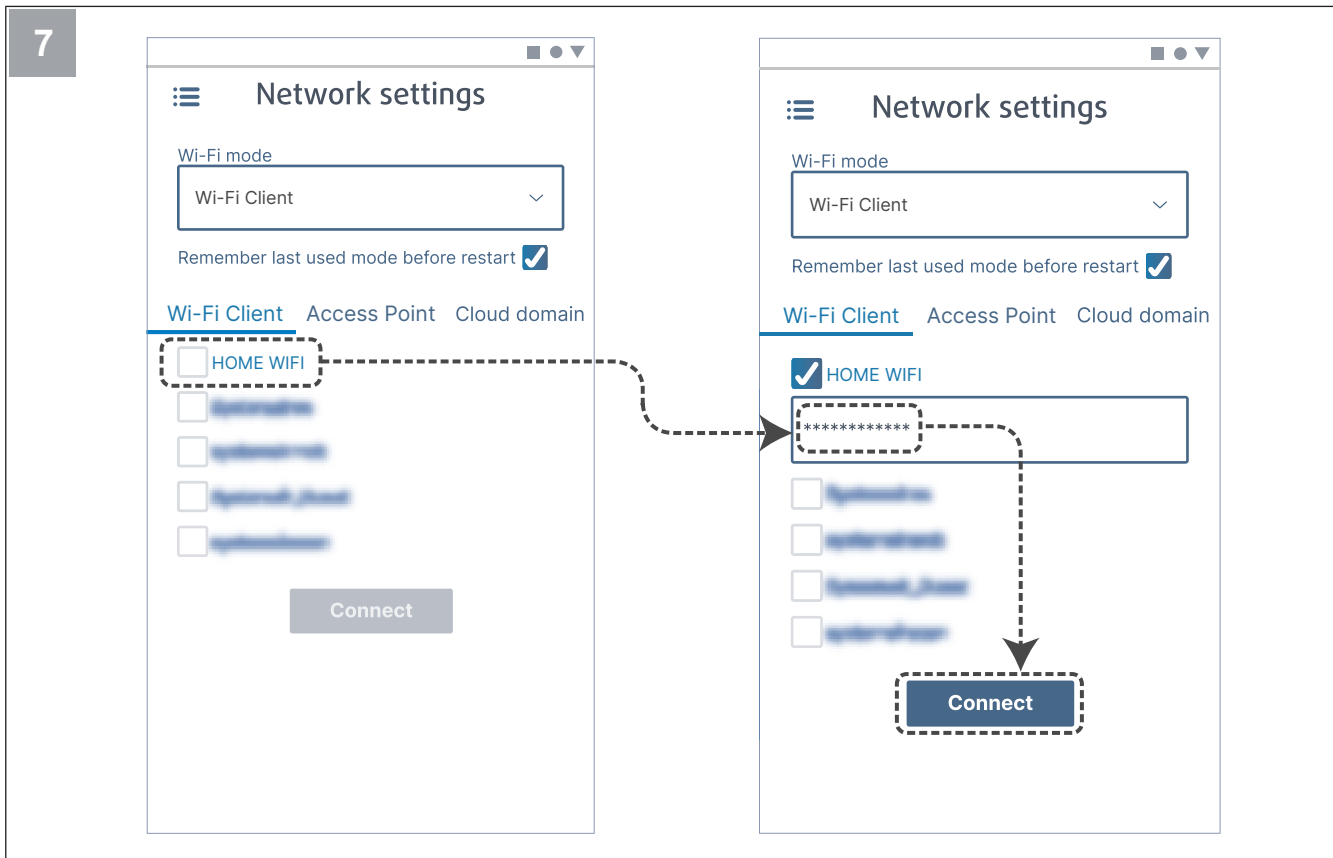 7
Network settings
Wi-Fi mode
Wi-Fi Client
Remember last used mode before restart
Wi-Fi Client Access Point Cloud domain
HOME WIFI
Connect
Network settings
Wi-Fi mode
Wi-Fi Client
Remember last used mode before restart
Wi-Fi Client Access Point Cloud domain
HOME WIFI
************
Connect